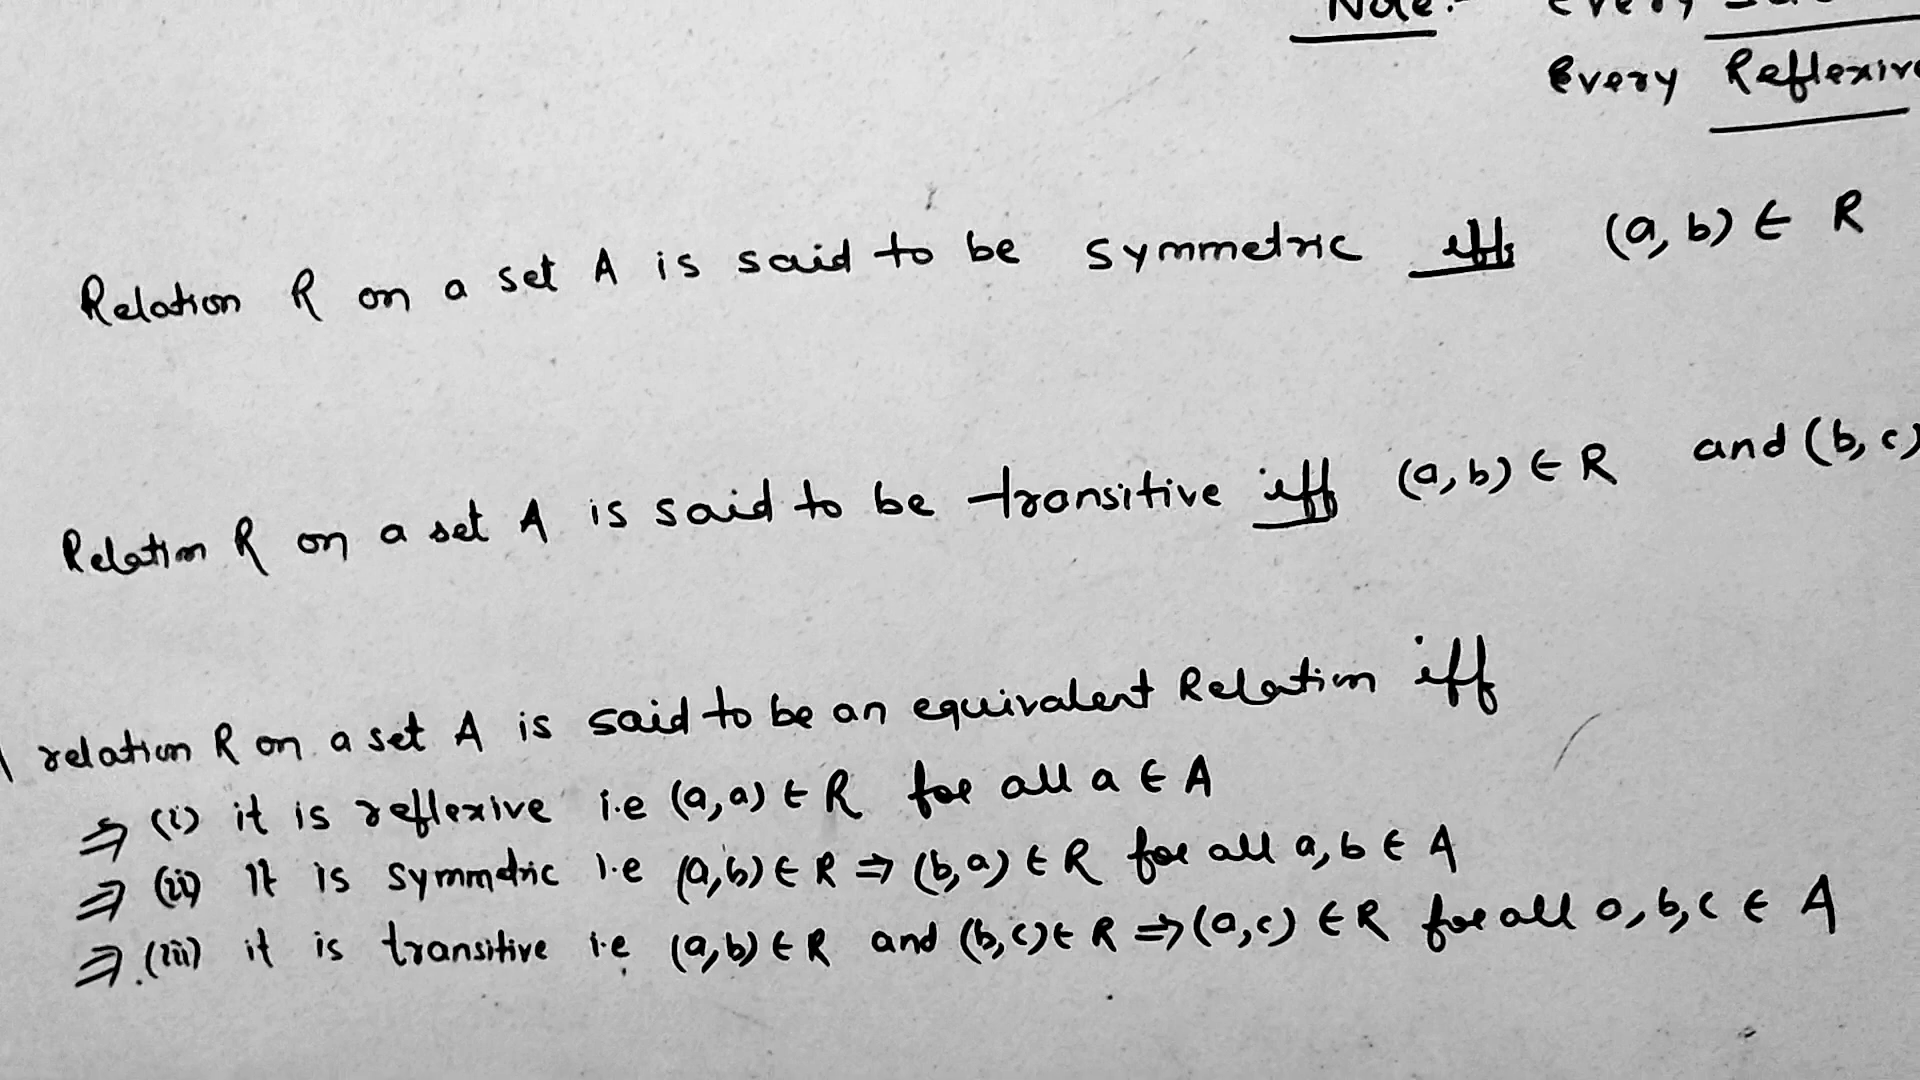 Note:- Every
Every Reflexive
Relation R on a set A is said to be symmetric iff (a, b) ∈ R
Relation R on a set A is said to be transitive iff (a, b) ∈ R and (b, c)
relation R on a set A is said to be an equivalent Relation iff
⇒ (i) it is reflexive i.e (a, a) ∈ R for all a ∈ A
⇒ (ii) It is symmetric i.e (a, b) ∈ R ⇒ (b, a) ∈ R for all a, b ∈ A
⇒ (iii) it is transitive i.e (a, b) ∈ R and (b, c) ∈ R ⇒ (a, c) ∈ R for all a, b, c ∈ A